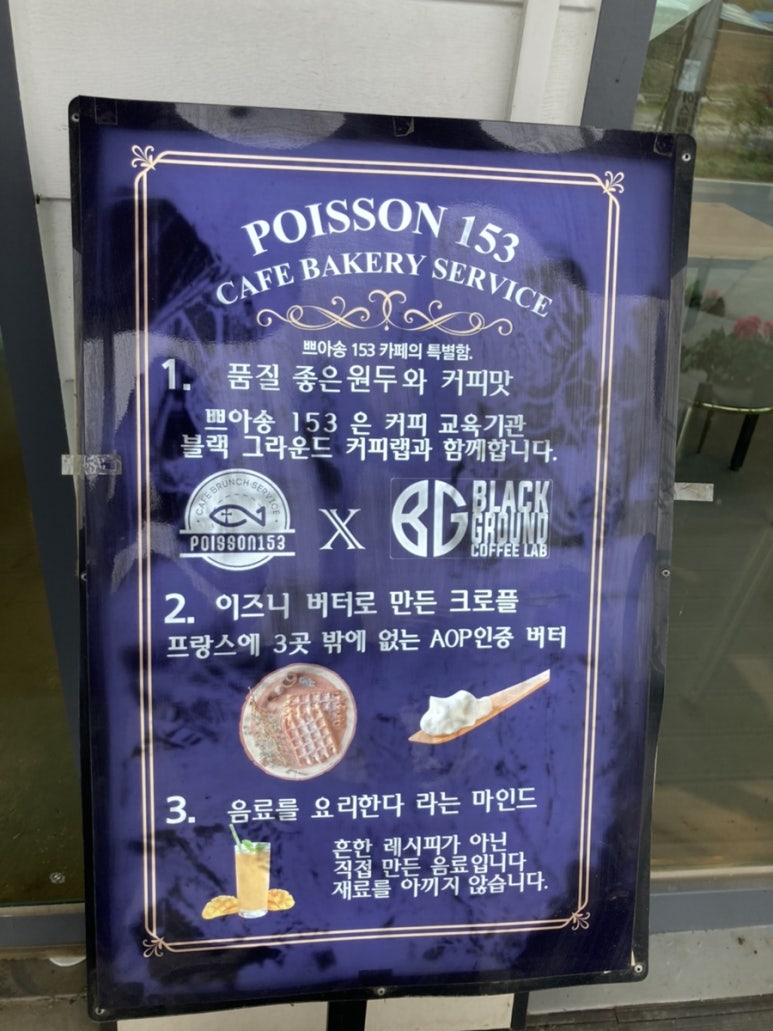 POISSON 153
CAFE BAKERY SERVICE
쁘아송 153 카페의 특별함.
1. 품질 좋은원두와 커피맛
쁘아송 153 은 커피 교육기관
블랙 그라운드 커피랩과 함께합니다.
CAFE BRUNCH SERVICE
POISSON153
X
BG BLACK
GROUND
COFFEE LAB
2. 이즈니 버터로 만든 크로플
프랑스에 3곳 밖에 없는 AOP인증 버터
3. 음료를 요리한다 라는 마인드
흔한 레시피가 아닌
직접 만든 음료입니다
재료를 아끼지 않습니다.